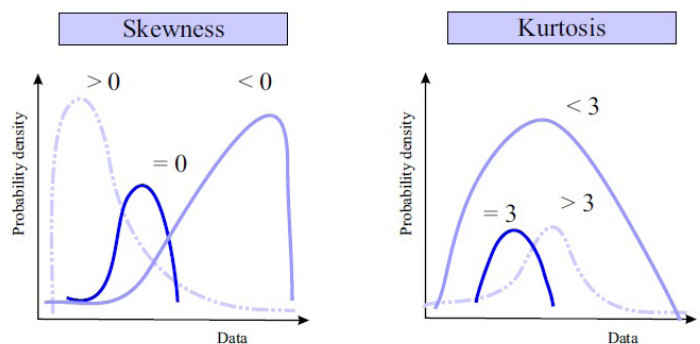 Skewness
Kurtosis
> 0
< 0
= 0
Probability density
Data
< 3
= 3
> 3
Probability density
Data